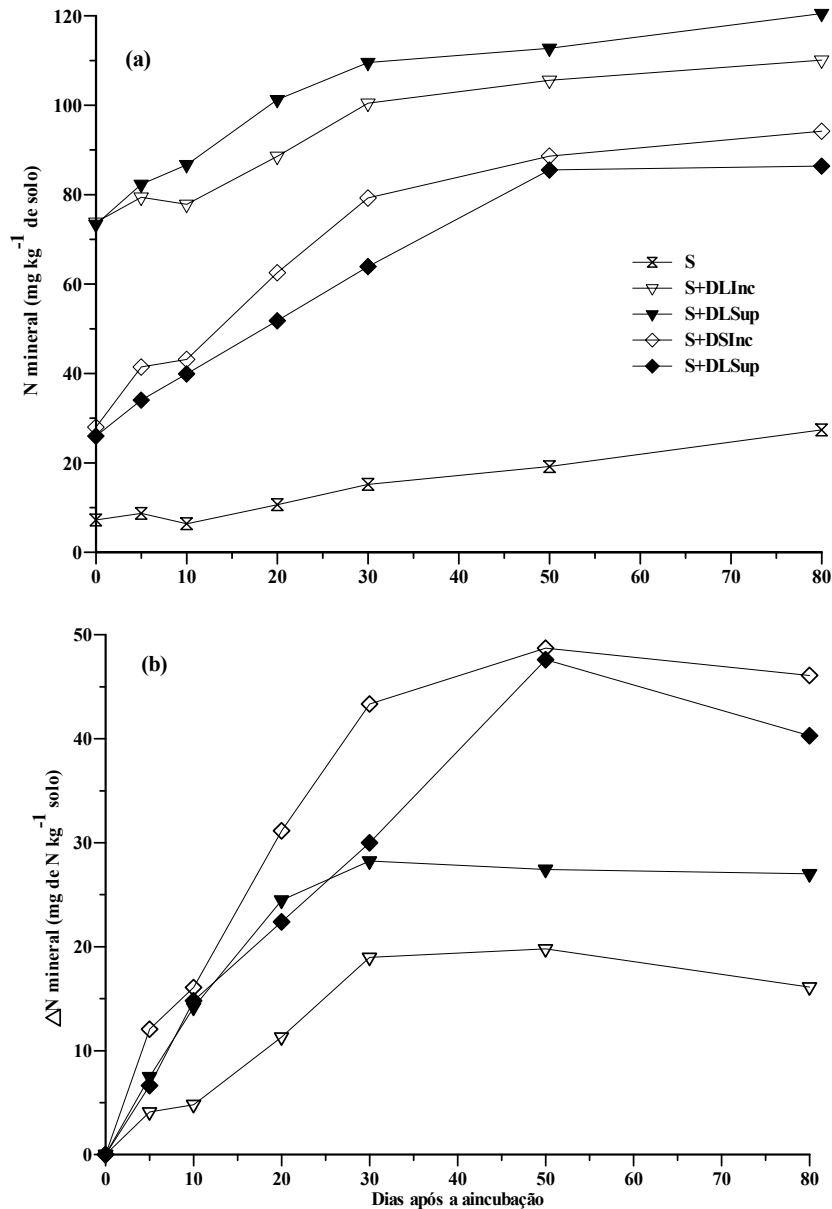 120
(a)
100
80
60
40
20
0
N mineral (mg kg⁻¹ de solo)
S
S+DLInc
S+DLSup
S+DSInc
S+DLSup
0 10 20 30 40 50 60 70 80
50
(b)
40
30
20
10
0
△N mineral (mg de N kg⁻¹ solo)
0 10 20 30 40 50 60 70 80
Dias após a aincubação